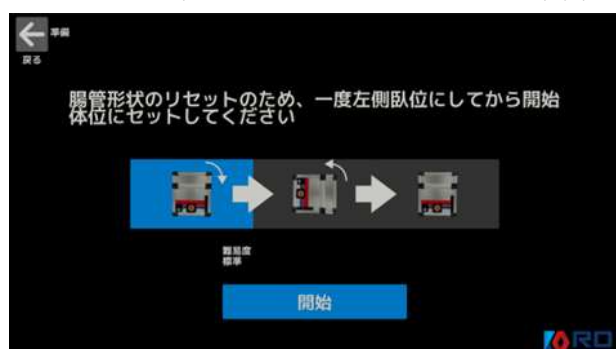 準備
戻る
腸管形状のリセットのため、一度左側臥位にしてから開始
体位にセットしてください
難易度
標準
開始
RD